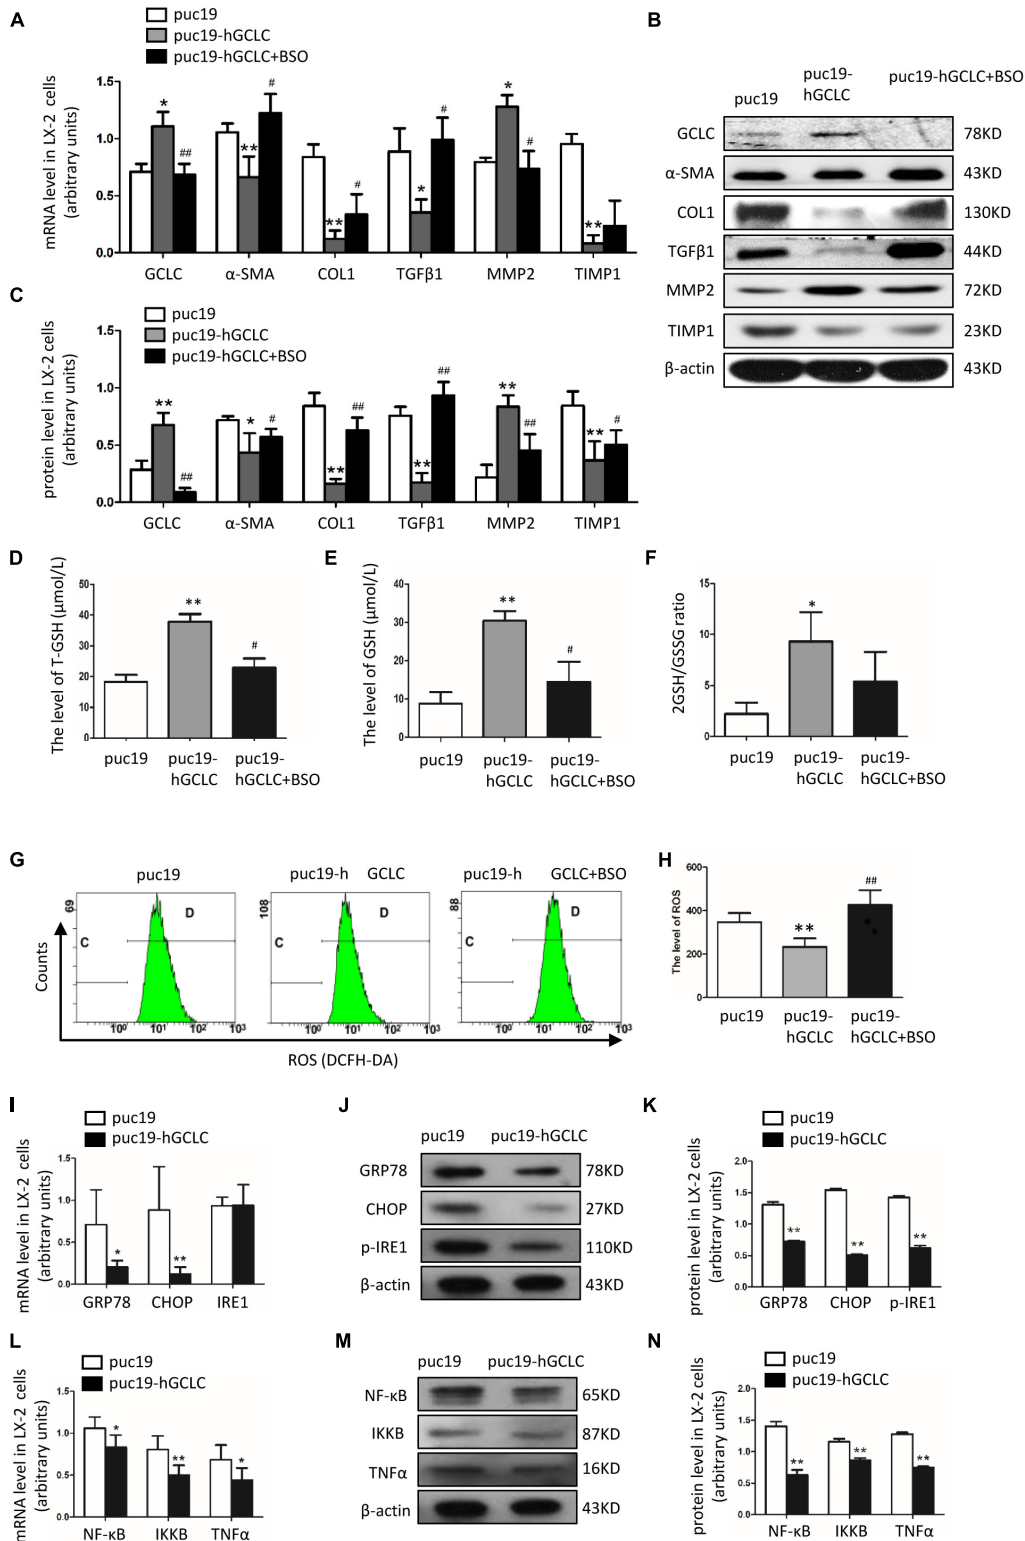 A
puc19
puc19-hGCLC
puc19-hGCLC+BSO
mRNA level in LX-2 cells
(arbitrary units)
1.5
1.0
0.5
0.0
* ## ** # ** # * # * # **
GCLC α-SMA COL1 TGFβ1 MMP2 TIMP1
B
puc19 puc19-hGCLC puc19-hGCLC+BSO
GCLC 78KD
α-SMA 43KD
COL1 130KD
TGFβ1 44KD
MMP2 72KD
TIMP1 23KD
β-actin 43KD
C
puc19
puc19-hGCLC
puc19-hGCLC+BSO
protein level in LX-2 cells
(arbitrary units)
1.5
1.0
0.5
0.0
** ## * # ** ## ** ## ** ## ** #
GCLC α-SMA COL1 TGFβ1 MMP2 TIMP1
D
The level of T-GSH (μmol/L)
50
40
30
20
10
0
** #
puc19 puc19-hGCLC puc19-hGCLC+BSO
E
The level of GSH (μmol/L)
40
30
20
10
0
** #
puc19 puc19-hGCLC puc19-hGCLC+BSO
F
2GSH/GSSG ratio
15
10
5
0
*
puc19 puc19-hGCLC puc19-hGCLC+BSO
G
puc19 puc19-h GCLC puc19-h GCLC+BSO
69 C D 108 C D 88 C D
10⁰ 10¹ 10² 10³ 10⁰ 10¹ 10² 10³ 10⁰ 10¹ 10² 10³
Counts
ROS (DCFH-DA)
H
The level of ROS
600
400
200
0
** ##
puc19 puc19-hGCLC puc19-hGCLC+BSO
I
puc19
puc19-hGCLC
mRNA level in LX-2 cells
(arbitrary units)
1.5
1.0
0.5
0.0
* **
GRP78 CHOP IRE1
J
puc19 puc19-hGCLC
GRP78 78KD
CHOP 27KD
p-IRE1 110KD
β-actin 43KD
K
puc19
puc19-hGCLC
protein level in LX-2 cells
(arbitrary units)
2.0
1.5
1.0
0.5
0.0
** ** **
GRP78 CHOP p-IRE1
L
puc19
puc19-hGCLC
mRNA level in LX-2 cells
(arbitrary units)
1.5
1.0
0.5
0.0
* ** *
NF-κB IKKB TNFα
M
puc19 puc19-hGCLC
NF-κB 65KD
IKKB 87KD
TNFα 16KD
β-actin 43KD
N
puc19
puc19-hGCLC
protein level in LX-2 cells
(arbitrary units)
2.0
1.5
1.0
0.5
0.0
** ** **
NF-κB IKKB TNFα